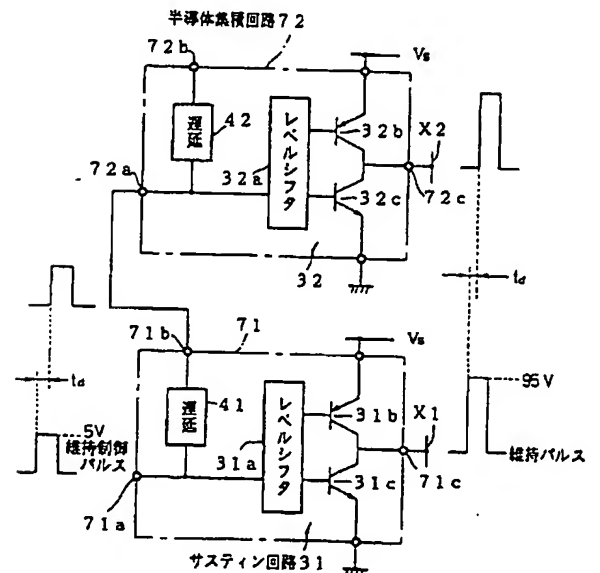 半導体集積回路72
72b
Vs
遅延
42
レベルシフタ
32b
X2
72a
32a
32c
72c
32
td
71b
71
Vs
td
遅延
41
レベルシフタ
31b
X1
95V
5V
維持制御
パルス
31a
31c
71c
維持パルス
71a
サスティン回路31